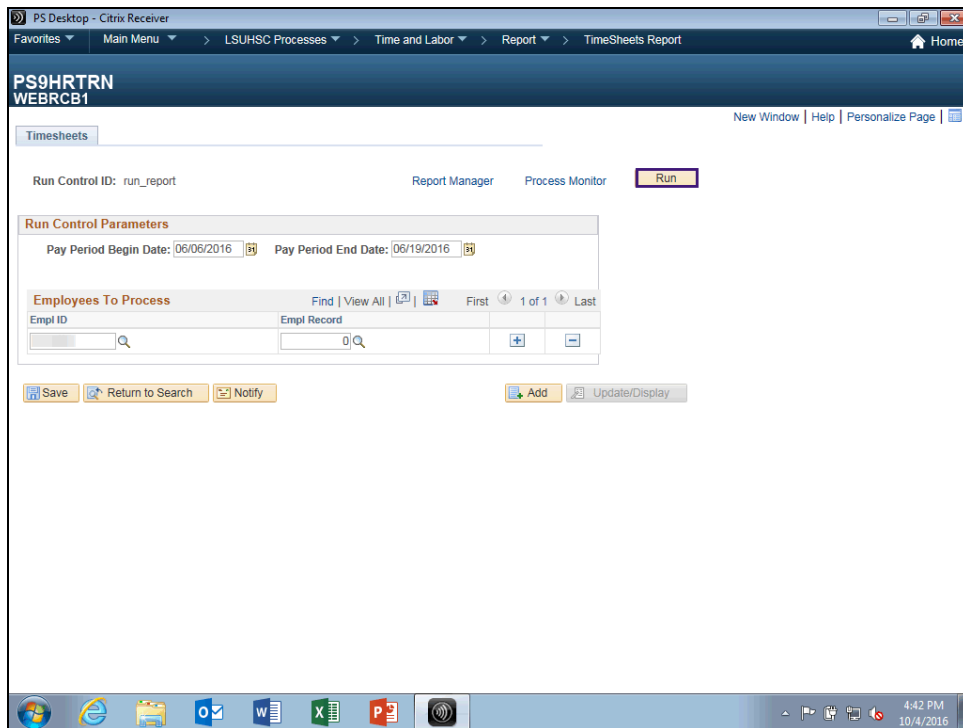 PS Desktop - Citrix Receiver
Favorites Main Menu > LSUHSC Processes > Time and Labor > Report > TimeSheets Report Home
PS9HRTRN
WEBRCB1
New Window | Help | Personalize Page |
Timesheets
Run Control ID: run_report Report Manager Process Monitor Run
Run Control Parameters
Pay Period Begin Date: 06/06/2016 31 Pay Period End Date: 06/19/2016 31
Employees To Process Find | View All | | First 1 of 1 Last
Empl ID Empl Record
0
Save Return to Search Notify Add Update/Display
4:42 PM
10/4/2016